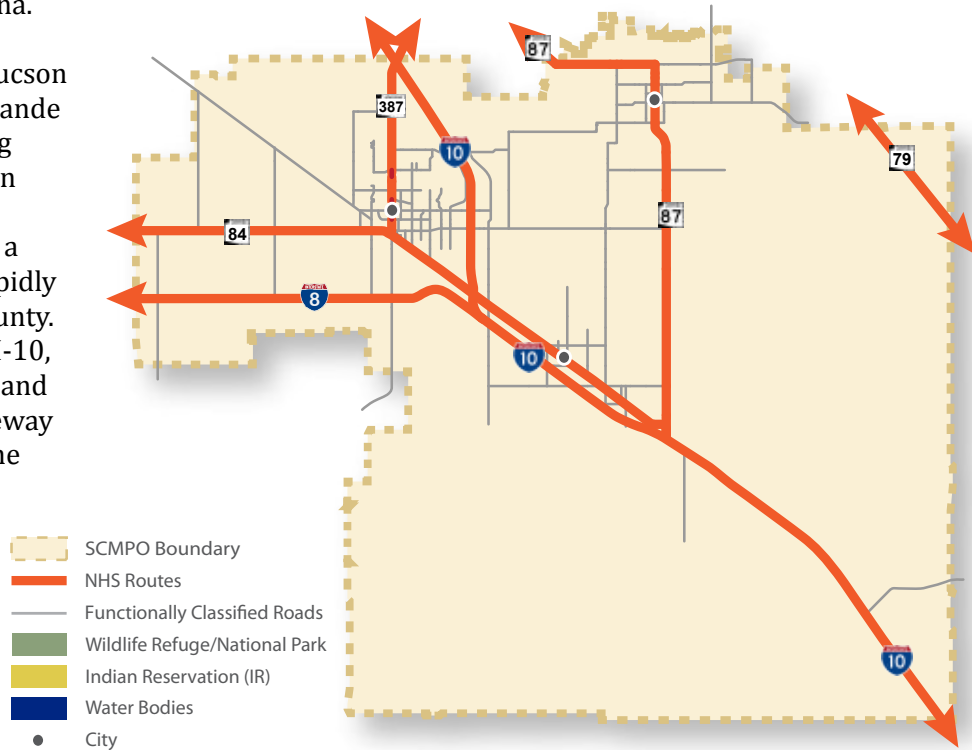 na.
ucson
ande
g
n
a
pidly
unty.
I-10,
and
eway
ne
87
387
10
79
87
84
8
10
10
SCMPO Boundary
NHS Routes
Functionally Classified Roads
Wildlife Refuge/National Park
Indian Reservation (IR)
Water Bodies
City